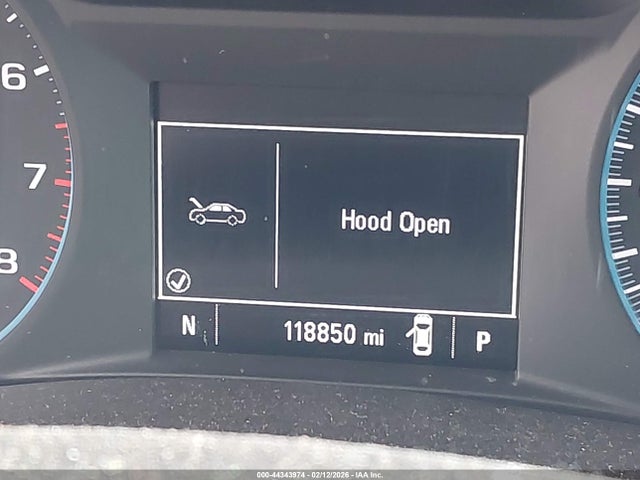 6
7
8
Hood Open
N 118850 mi P
000-44343974 - 02/12/2026 - IAA Inc.